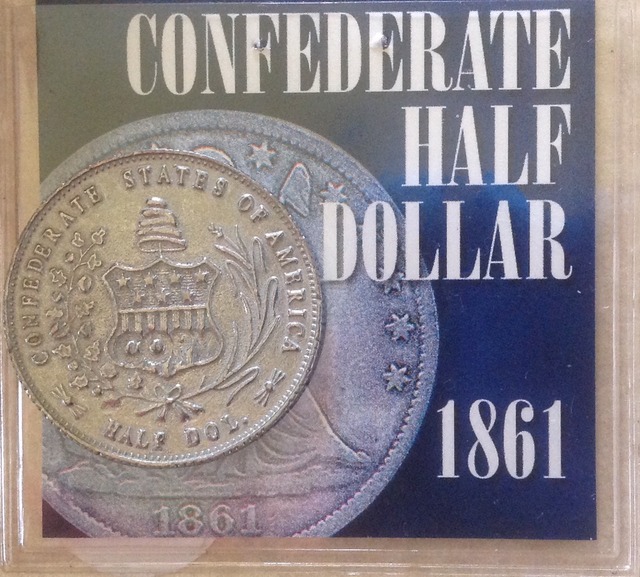 CONFEDERATE
HALF
DOLLAR
1861
CONFEDERATE STATES OF AMERICA
HALF DOL.
1861